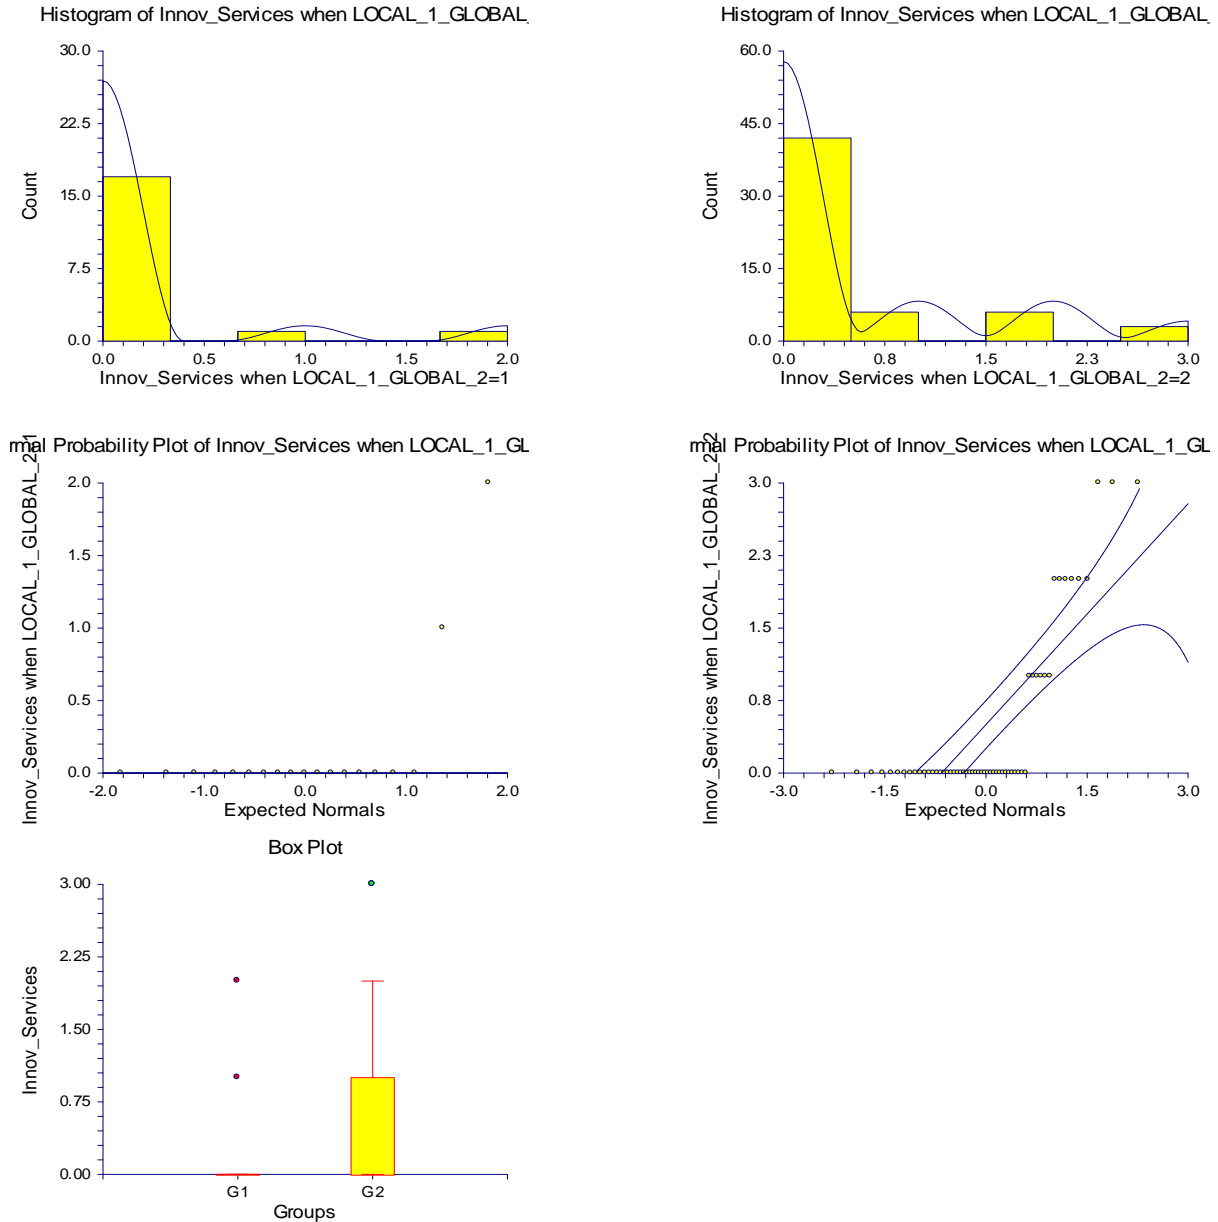 Histogram of Innov_Services when LOCAL_1_GLOBAL_
30.0
22.5
15.0
7.5
0.0
Count
0.0 0.5 1.0 1.5 2.0
Innov_Services when LOCAL_1_GLOBAL_2=1
Histogram of Innov_Services when LOCAL_1_GLOBAL_
60.0
45.0
30.0
15.0
0.0
Count
0.0 0.8 1.5 2.3 3.0
Innov_Services when LOCAL_1_GLOBAL_2=2
rmal Probability Plot of Innov_Services when LOCAL_1_GL
2.0
1.5
1.0
0.5
0.0
Innov_Services when LOCAL_1_GLOBAL_2=1
-2.0 -1.0 0.0 1.0 2.0
Expected Normals
rmal Probability Plot of Innov_Services when LOCAL_1_GL
3.0
2.3
1.5
0.8
0.0
Innov_Services when LOCAL_1_GLOBAL_2=2
-3.0 -1.5 0.0 1.5 3.0
Expected Normals
Box Plot
3.00
2.25
1.50
0.75
0.00
Innov_Services
G1 G2
Groups